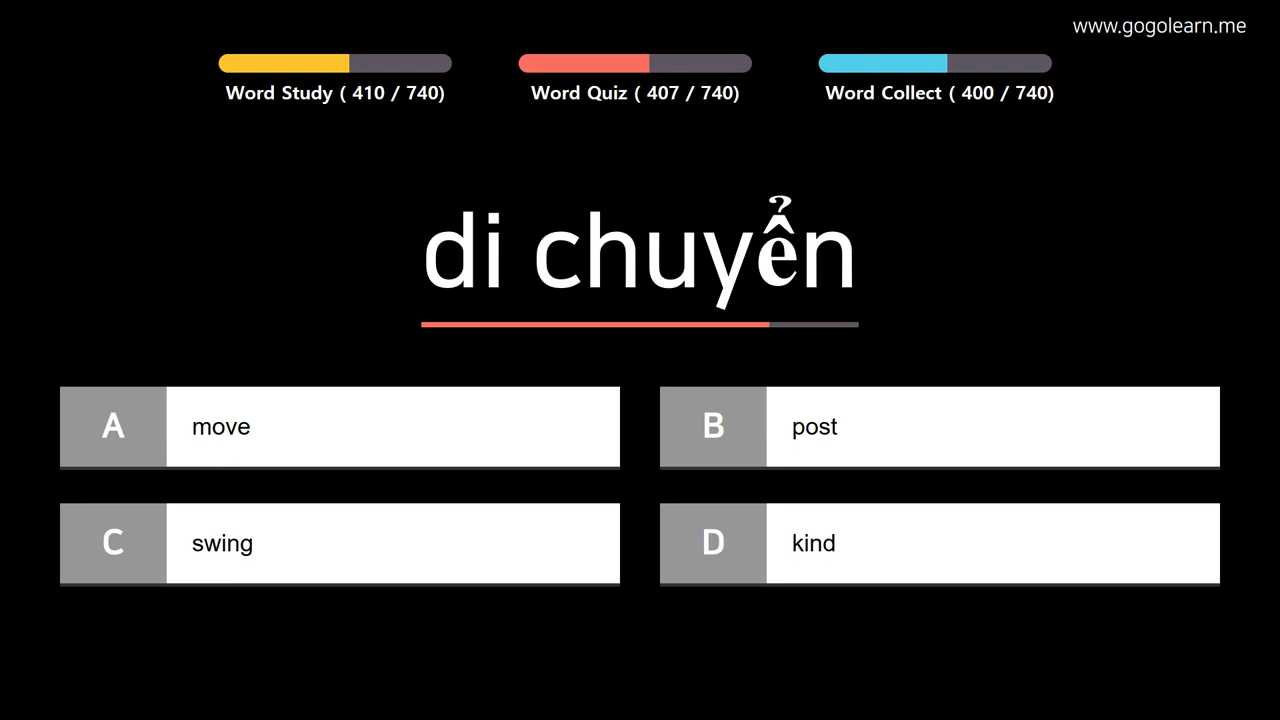 www.gogolearn.me
Word Study ( 410 / 740)
Word Quiz ( 407 / 740)
Word Collect ( 400 / 740)
di chuyển
A move
B post
C swing
D kind